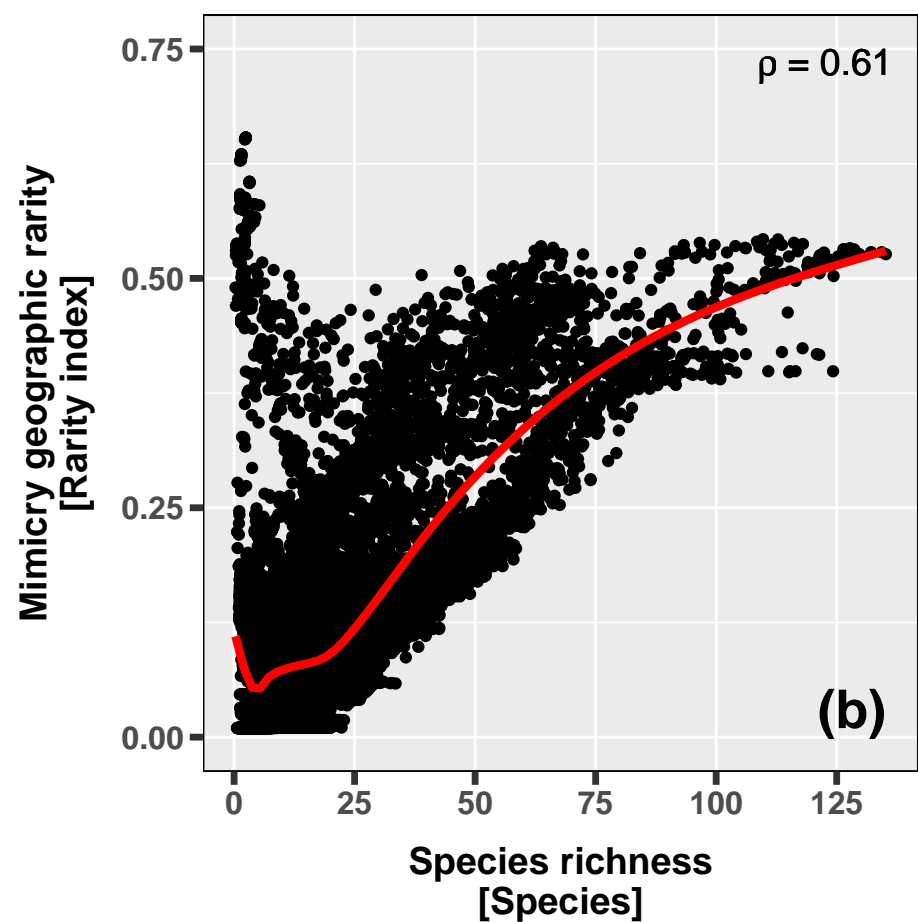 Mimicry geographic rarity
[Rarity index]
0.75
0.50
0.25
0.00
ρ = 0.61
(b)
0 25 50 75 100 125
Species richness
[Species]